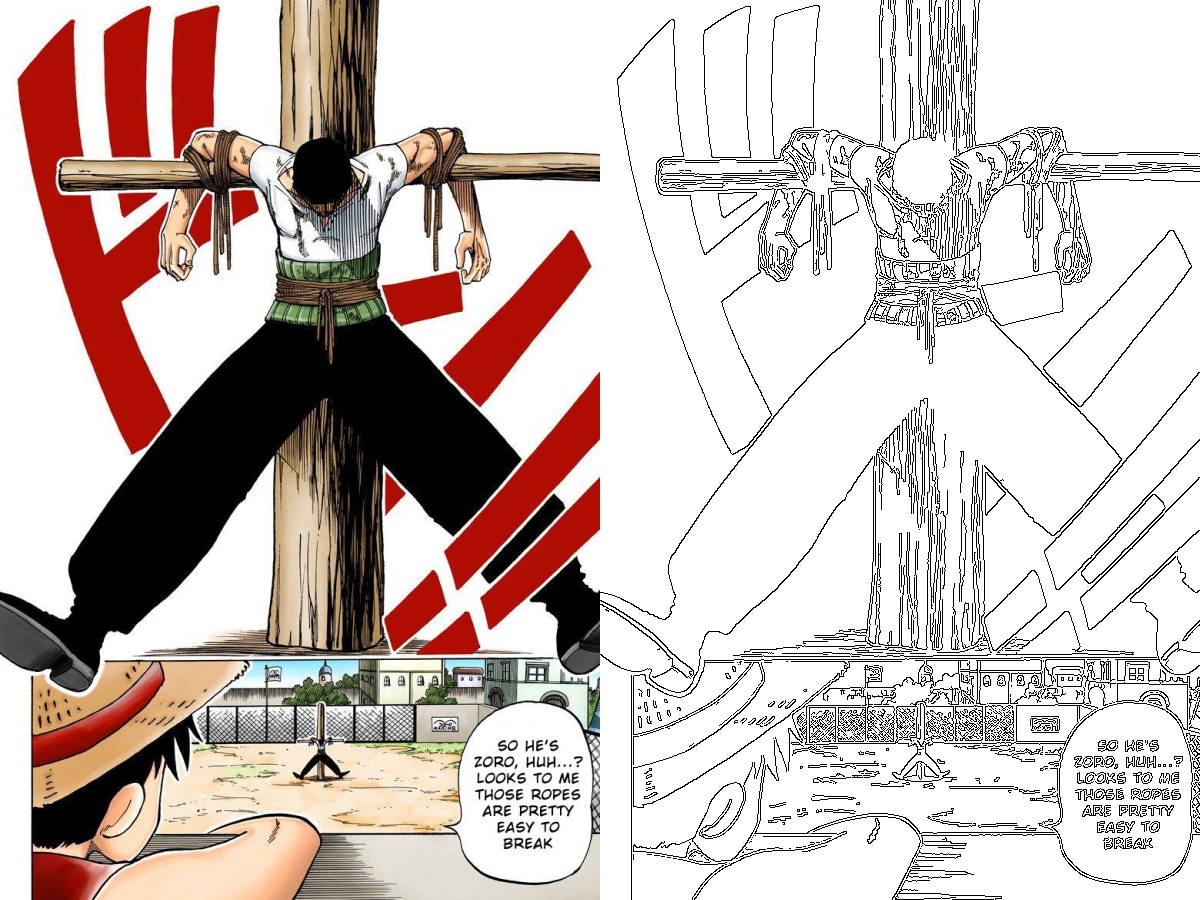 SO HE'S
ZORO, HUH...?
LOOKS TO ME
THOSE ROPES
ARE PRETTY
EASY TO
BREAK
SO HE'S
ZORO, HUH...?
LOOKS TO ME
THOSE ROPES
ARE PRETTY
EASY TO
BREAK